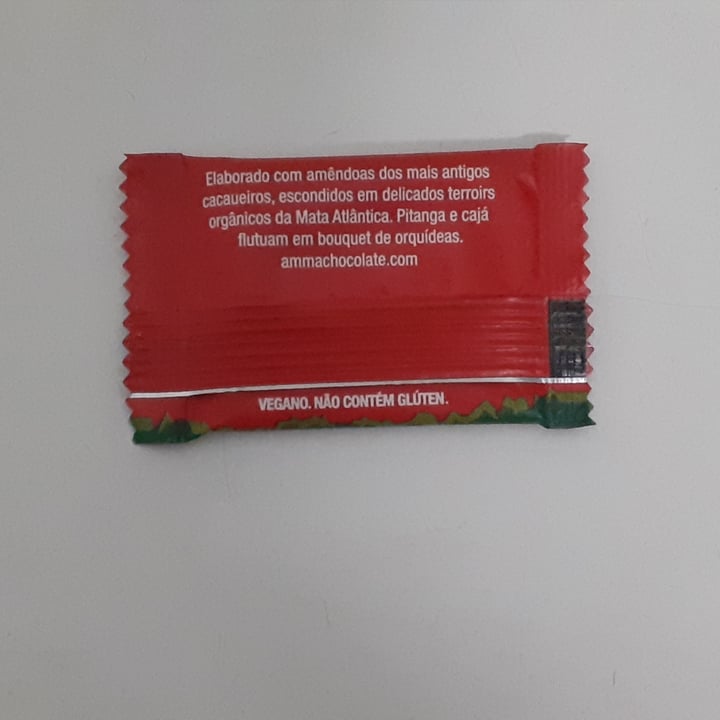 Elaborado com amêndoas dos mais antigos
cacaueiros, escondidos em delicados terroirs
orgânicos da Mata Atlântica. Pitanga e cajá
flutuam em bouquet de orquídeas.
ammachocolate.com
VEGANO. NÃO CONTÉM GLÚTEN.